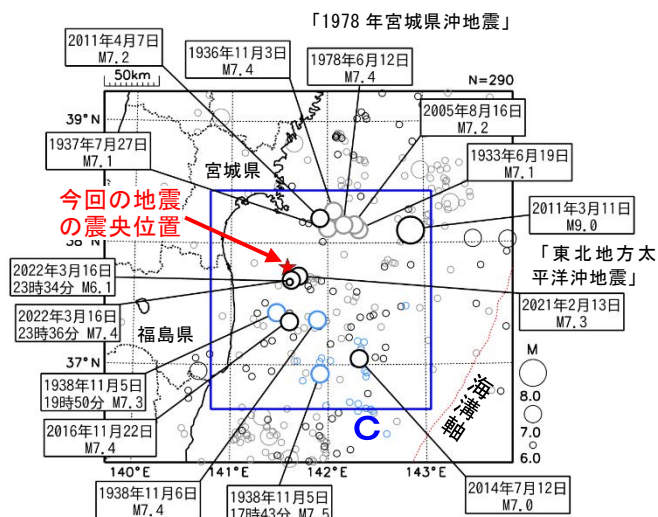 「1978 年宮城県沖地震」
2011年4月7日
M7.2
1936年11月3日
M7.4
1978年6月12日
M7.4
N=290
50km
2005年8月16日
M7.2
39°N
1937年7月27日
M7.1
宮城県
1933年6月19日
M7.1
今回の地震
の震央位置
2011年3月11日
M9.0
38°N
「東北地方太
平洋沖地震」
2022年3月16日
23時34分 M6.1
2022年3月16日
23時36分 M7.4
2021年2月13日
M7.3
福島県
37°N
1938年11月5日
19時50分 M7.3
M
8.0
7.0
6.0
海溝軸
2016年11月22日
M7.4
C
140°E
141°E
142°E
143°E
1938年11月6日
M7.4
1938年11月5日
17時43分 M7.5
2014年7月12日
M7.0